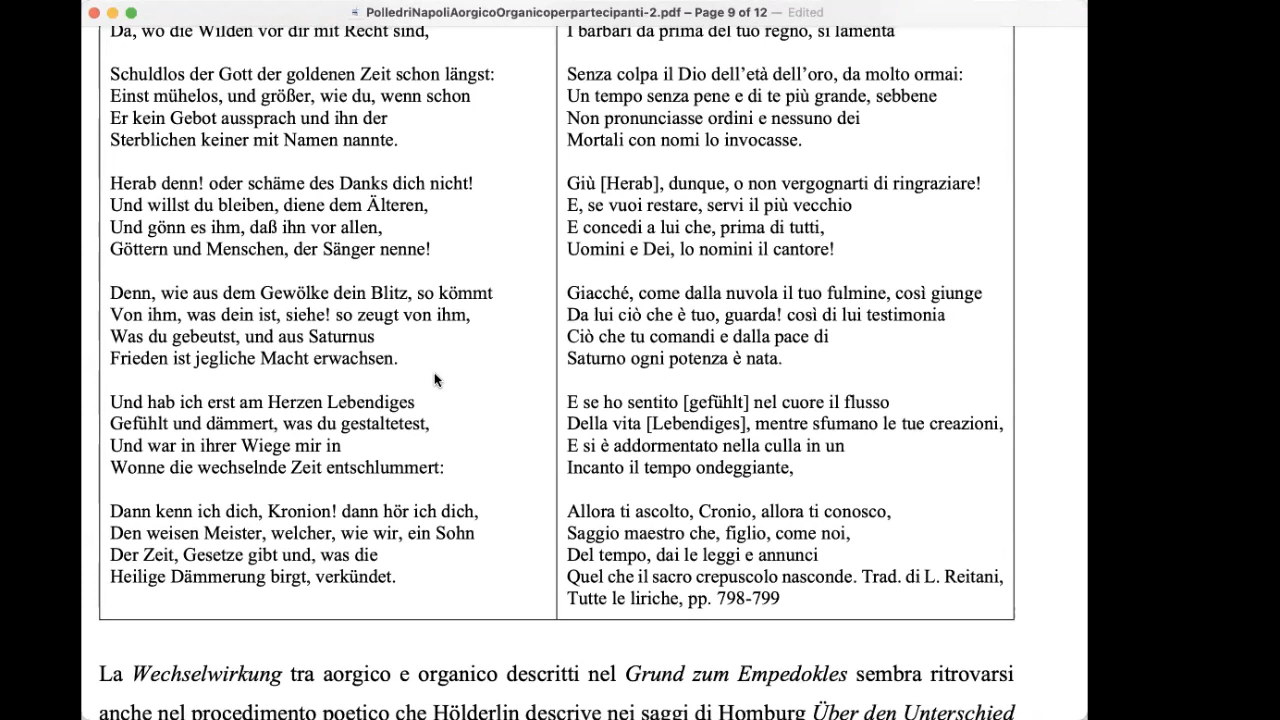 PolledriNapoliAorgicoOrganicoperpartecipanti-2.pdf – Page 9 of 12 — Edited
Da, wo die Wilden vor dir mit Recht sind,
Schuldlos der Gott der goldenen Zeit schon längst:
Einst mühelos, und größer, wie du, wenn schon
Er kein Gebot aussprach und ihn der
Sterblichen keiner mit Namen nannte.
Herab denn! oder schäme des Danks dich nicht!
Und willst du bleiben, diene dem Älteren,
Und gönn es ihm, daß ihn vor allen,
Göttern und Menschen, der Sänger nenne!
Denn, wie aus dem Gewölke dein Blitz, so kömmt
Von ihm, was dein ist, siehe! so zeugt von ihm,
Was du gebeutst, und aus Saturnus
Frieden ist jegliche Macht erwachsen.
Und hab ich erst am Herzen Lebendiges
Gefühlt und dämmert, was du gestaltetest,
Und war in ihrer Wiege mir in
Wonne die wechselnde Zeit entschlummert:
Dann kenn ich dich, Kronion! dann hör ich dich,
Den weisen Meister, welcher, wie wir, ein Sohn
Der Zeit, Gesetze gibt und, was die
Heilige Dämmerung birgt, verkündet.
I barbari da prima del tuo regno, si lamenta
Senza colpa il Dio dell'età dell'oro, da molto ormai:
Un tempo senza pene e di te più grande, sebbene
Non pronunciasse ordini e nessuno dei
Mortali con nomi lo invocasse.
Giù [Herab], dunque, o non vergognarti di ringraziare!
E, se vuoi restare, servi il più vecchio
E concedi a lui che, prima di tutti,
Uomini e Dei, lo nomini il cantore!
Giacché, come dalla nuvola il tuo fulmine, così giunge
Da lui ciò che è tuo, guarda! così di lui testimonia
Ciò che tu comandi e dalla pace di
Saturno ogni potenza è nata.
E se ho sentito [gefühlt] nel cuore il flusso
Della vita [Lebendiges], mentre sfumano le tue creazioni,
E si è addormentato nella culla in un
Incanto il tempo ondeggiante,
Allora ti ascolto, Cronio, allora ti conosco,
Saggio maestro che, figlio, come noi,
Del tempo, dai le leggi e annunci
Quel che il sacro crepuscolo nasconde. Trad. di L. Reitani,
Tutte le liriche, pp. 798-799
La Wechselwirkung tra aorgico e organico descritti nel Grund zum Empedokles sembra ritrovarsi
anche nel procedimento poetico che Hölderlin descrive nei saggi di Homburg Über den Unterschied